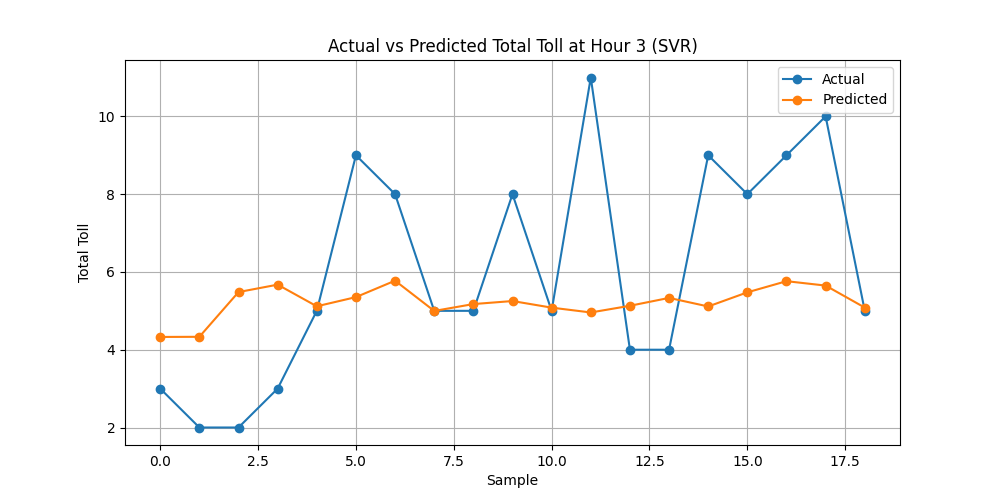 Actual vs Predicted Total Toll at Hour 3 (SVR)
Actual
Predicted
Total Toll
10
8
6
4
2
0.0 2.5 5.0 7.5 10.0 12.5 15.0 17.5
Sample